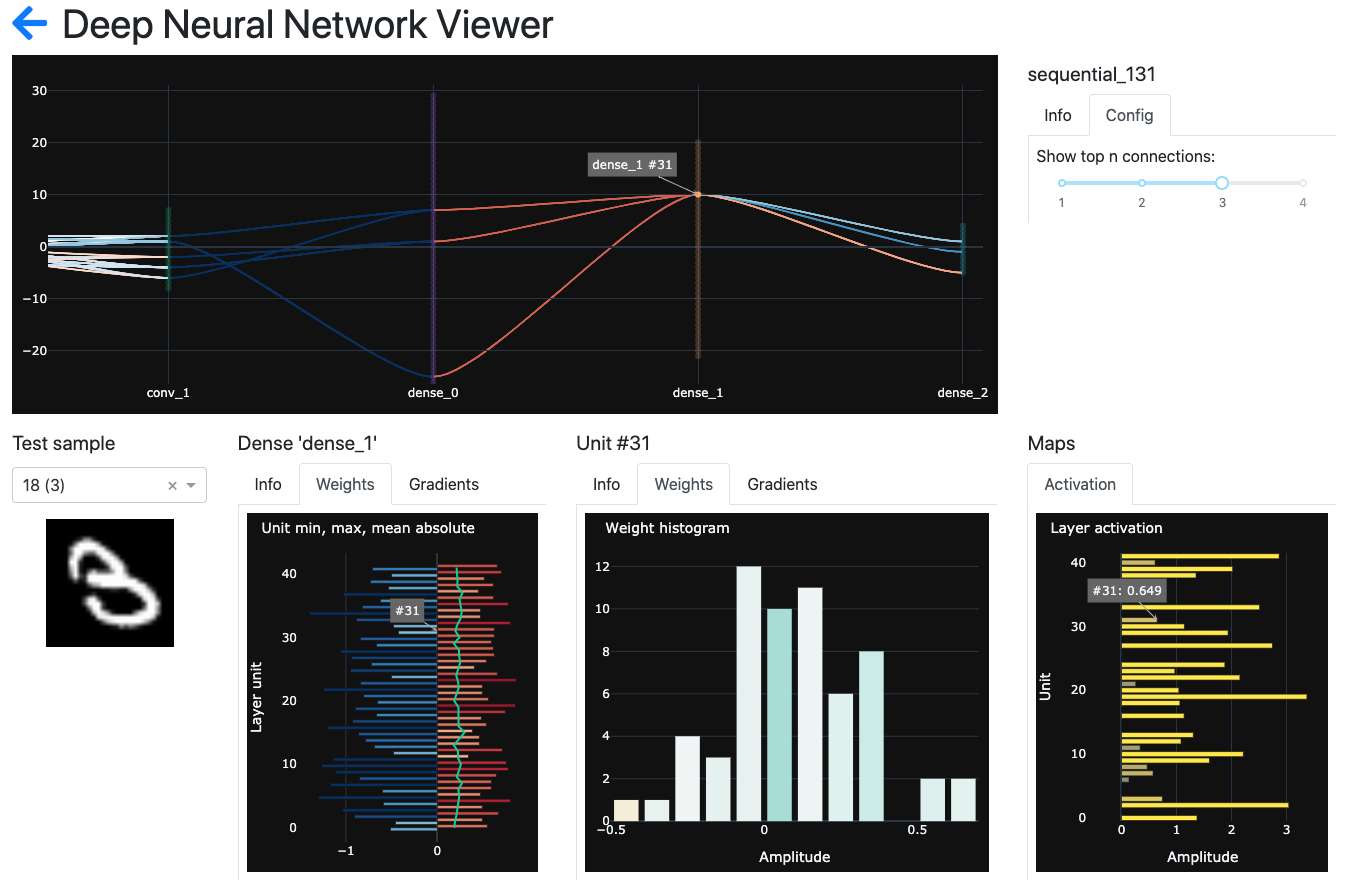 Deep Neural Network Viewer
30
20
10
0
−10
−20
dense_1 #31
conv_1
dense_0
dense_1
dense_2
sequential_131
Info
Config
Show top n connections:
1
2
3
4
Test sample
18 (3)
×
Dense 'dense_1'
Info
Weights
Gradients
Unit min, max, mean absolute
Layer unit
40
30
20
10
0
#31
−1
0
Unit #31
Info
Weights
Gradients
Weight histogram
12
10
8
6
4
2
0
−0.5
0
0.5
Amplitude
Maps
Activation
Layer activation
Unit
40
30
20
10
0
#31: 0.649
0
1
2
3
Amplitude